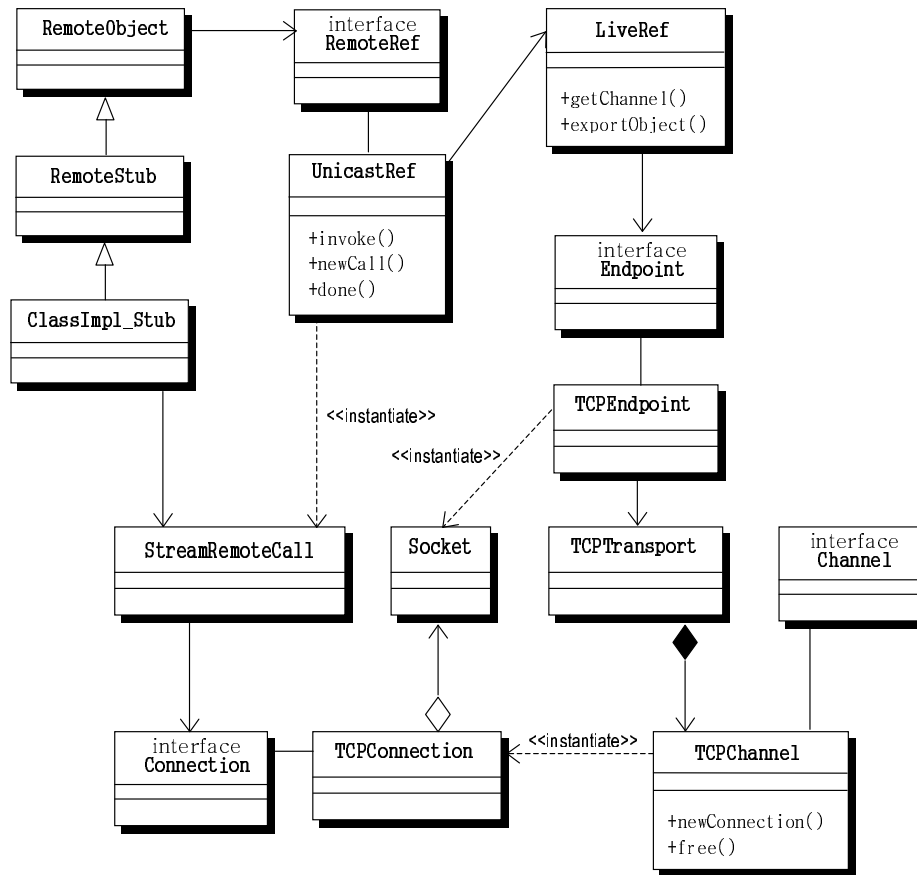 RemoteObject
interface
RemoteRef
LiveRef
+getChannel()
+exportObject()
RemoteStub
UnicastRef
+invoke()
+newCall()
+done()
interface
Endpoint
ClassImpl_Stub
TCPEndpoint
<<instantiate>>
<<instantiate>>
StreamRemoteCall
Socket
TCPTransport
interface
Channel
interface
Connection
TCPConnection
<<instantiate>>
TCPChannel
+newConnection()
+free()